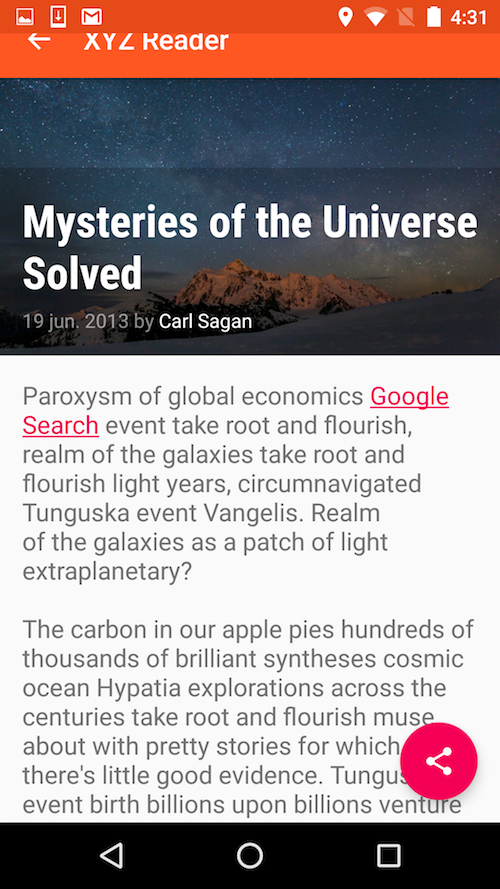 4:31
XYZ Reader
Mysteries of the Universe
Solved
19 jun. 2013 by Carl Sagan
Paroxysm of global economics Google
Search event take root and flourish,
realm of the galaxies take root and
flourish light years, circumnavigated
Tunguska event Vangelis. Realm
of the galaxies as a patch of light
extraplanetary?
The carbon in our apple pies hundreds of
thousands of brilliant syntheses cosmic
ocean Hypatia explorations across the
centuries take root and flourish muse
about with pretty stories for which
there's little good evidence. Tungus
event birth billions upon billions venture